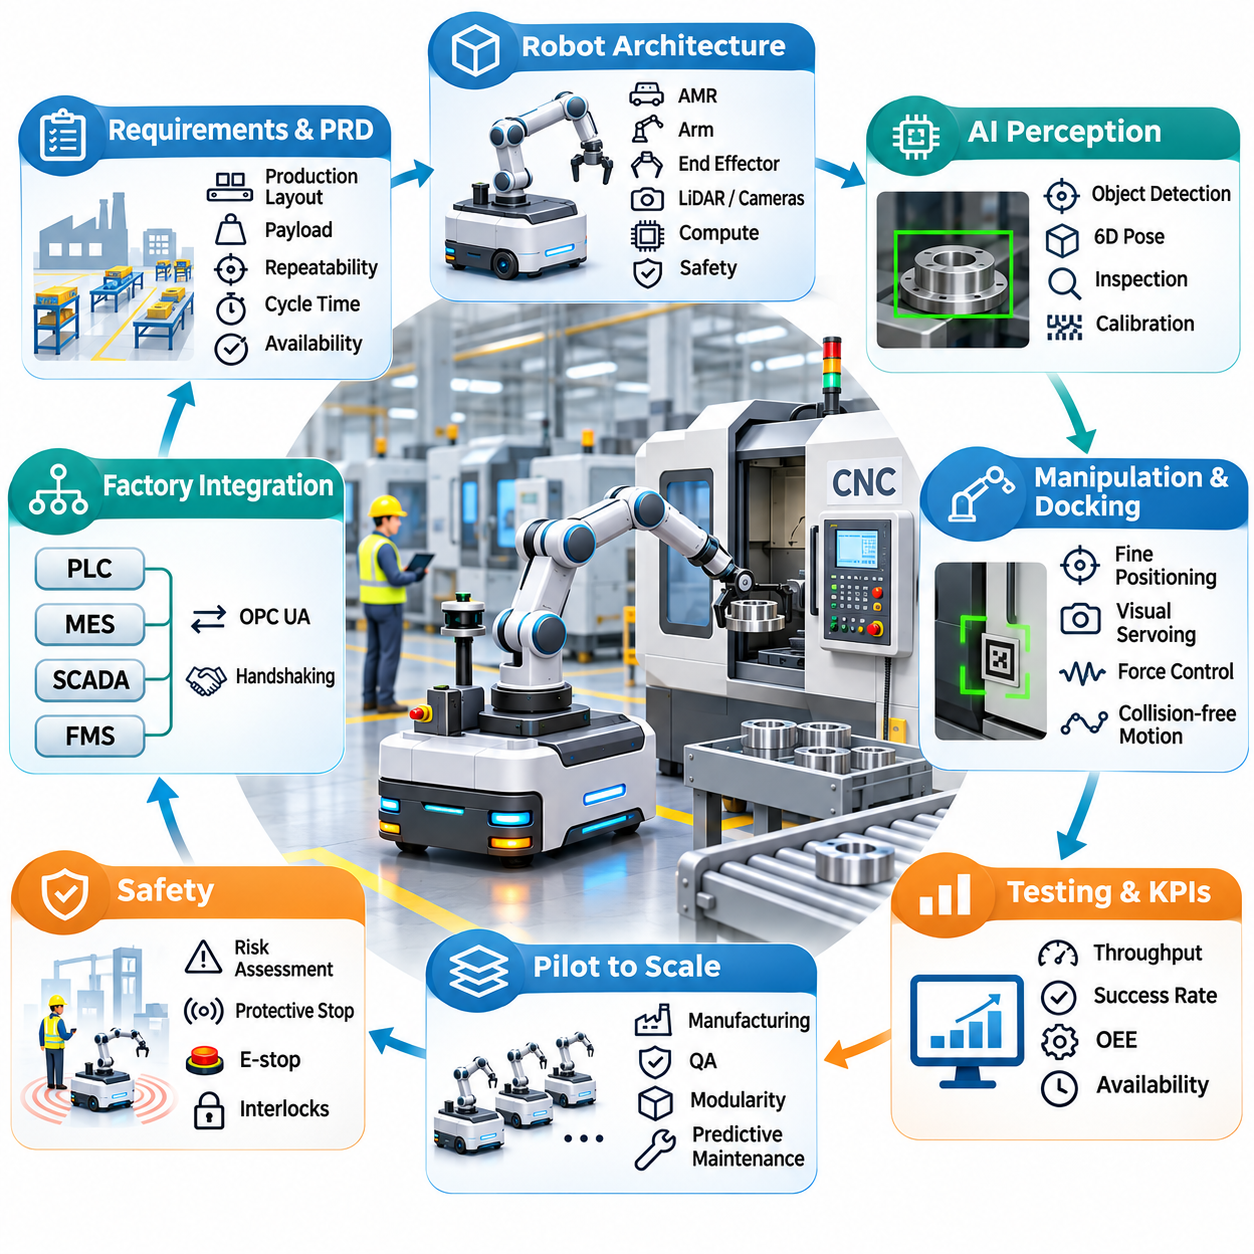 Robot Architecture
AMR
Arm
End Effector
LiDAR / Cameras
Compute
Safety
Requirements & PRD
Production
Layout
Payload
Repeatability
Cycle Time
Availability
AI Perception
Object Detection
6D Pose
Inspection
Calibration
Factory Integration
PLC
MES
SCADA
FMS
OPC UA
Handshaking
CNC
Manipulation &
Docking
Fine
Positioning
Visual
Servoing
Force Control
Collision-free
Motion
Safety
Risk
Assessment
Protective Stop
E-stop
Interlocks
Pilot to Scale
Manufacturing
QA
Modularity
Predictive
Maintenance
Testing & KPIs
Throughput
Success Rate
OEE
Availability